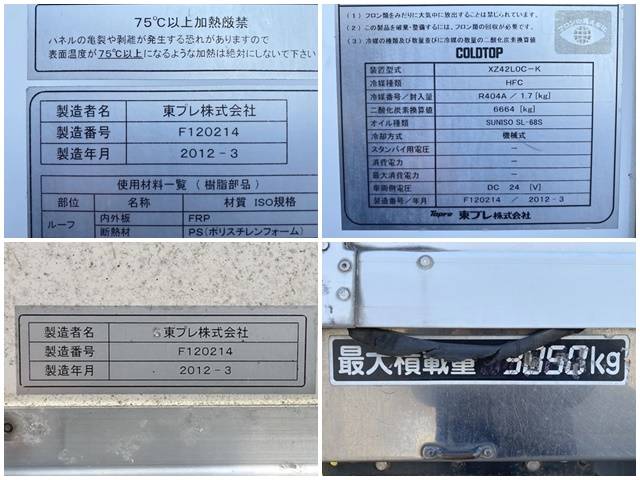 75℃以上加熱厳禁
パネルの亀裂や剥離が発生する恐れがありますので
表面温度が75℃以上になるような加熱は絶対にしないで下さい
製造者名 東プレ株式会社
製造番号 F120214
製造年月 2012-3
使用材料一覧(樹脂部品)
部位 名称 材質 ISO規格
ルーフ 内外板 FRP
断熱材 PS(ポリスチレンフォーム)
(1) フロン類をみだりに大気中に放出することは禁じられています。
(2) この製品を廃棄・整備するには、フロン類の回収が必要です。
(3) 冷媒の種類及び数量並びに冷媒の数量の二酸化炭素換算値
COLDTOP
装置型式 XZ42L0C-K
冷媒種類 HFC
冷媒番号/封入量 R404A / 1.7[kg]
二酸化炭素換算値 6664 [kg]
オイル種類 SUNISO SL-68S
冷却方式 機械式
スタンバイ用電圧 -
消費電力 -
最大消費電力 -
車両側電圧 DC 24 [V]
製造番号/年月 F120214 / 2012-3
Topre 東プレ株式会社
製造者名 東プレ株式会社
製造番号 F120214
製造年月 2012-3
最大積載量 3050kg